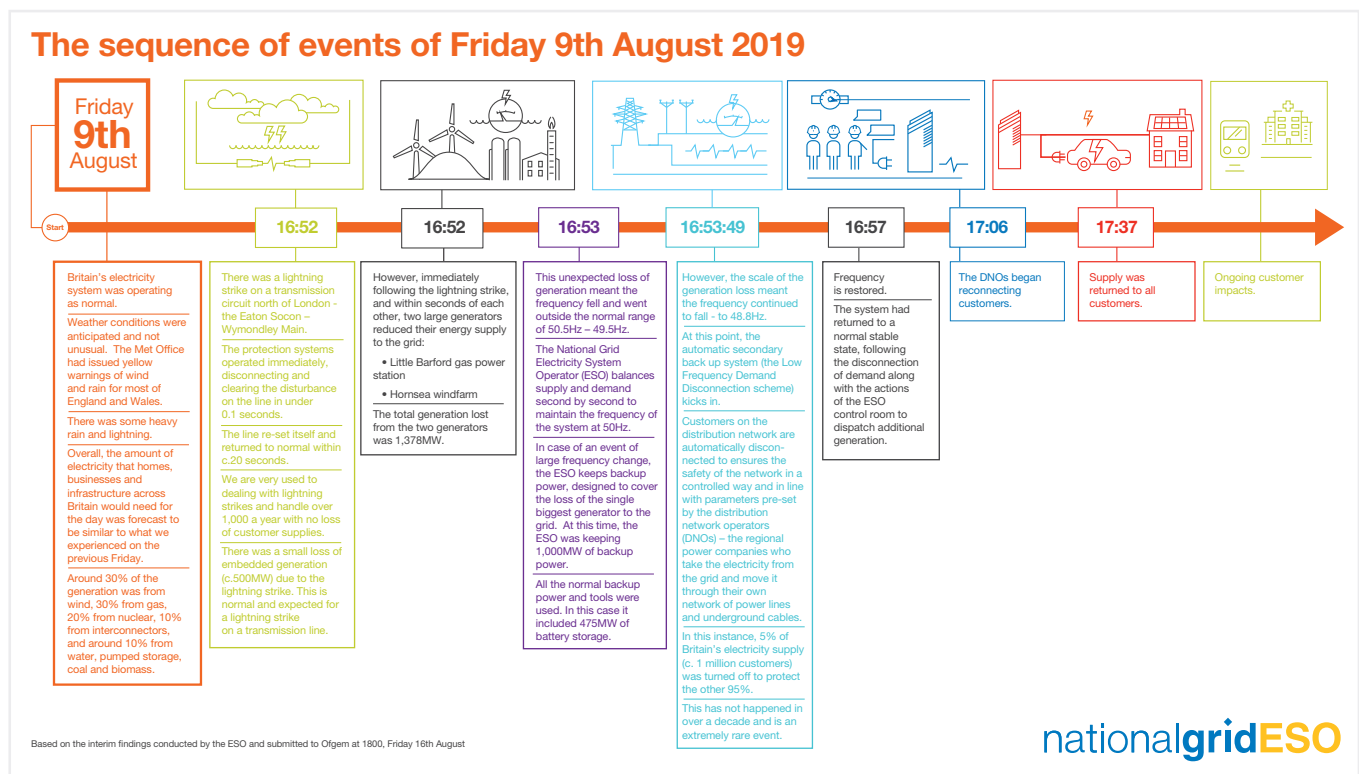 The sequence of events of Friday 9th August 2019
Friday
9th
August
Start
16:52
16:52
16:53
16:53:49
16:57
17:06
17:37
Britain's electricity
system was operating
as normal.
Weather conditions were
anticipated and not
unusual. The Met Office
had issued yellow
warnings of wind
and rain for most of
England and Wales.
There was some heavy
rain and lightning.
Overall, the amount of
electricity that homes,
businesses and
infrastructure across
Britain would need for
the day was forecast to
be similar to what we
experienced on the
previous Friday.
Around 30% of the
generation was from
wind, 30% from gas,
20% from nuclear, 10%
from interconnectors,
and around 10% from
water, pumped storage,
coal and biomass.
There was a lightning
strike on a transmission
circuit north of London -
the Eaton Socon –
Wymondley Main.
The protection systems
operated immediately,
disconnecting and
clearing the disturbance
on the line in under
0.1 seconds.
The line re-set itself and
returned to normal within
c.20 seconds.
We are very used to
dealing with lightning
strikes and handle over
1,000 a year with no loss
of customer supplies.
There was a small loss of
embedded generation
(c.500MW) due to the
lightning strike. This is
normal and expected for
a lightning strike
on a transmission line.
However, immediately
following the lightning strike,
and within seconds of each
other, two large generators
reduced their energy supply
to the grid:
• Little Barford gas power
station
• Hornsea windfarm
The total generation lost
from the two generators
was 1,378MW.
This unexpected loss of
generation meant the
frequency fell and went
outside the normal range
of 50.5Hz – 49.5Hz.
The National Grid
Electricity System
Operator (ESO) balances
supply and demand
second by second to
maintain the frequency of
the system at 50Hz.
In case of an event of
large frequency change,
the ESO keeps backup
power, designed to cover
the loss of the single
biggest generator to the
grid. At this time, the
ESO was keeping
1,000MW of backup
power.
All the normal backup
power and tools were
used. In this case it
included 475MW of
battery storage.
However, the scale of the
generation loss meant
the frequency continued
to fall - to 48.8Hz.
At this point, the
automatic secondary
back up system (the Low
Frequency Demand
Disconnection scheme)
kicks in.
Customers on the
distribution network are
automatically discon-
nected to ensures the
safety of the network in a
controlled way and in line
with parameters pre-set
by the distribution
network operators
(DNOs) – the regional
power companies who
take the electricity from
the grid and move it
through their own
network of power lines
and underground cables.
In this instance, 5% of
Britain's electricity supply
(c. 1 million customers)
was turned off to protect
the other 95%.
This has not happened in
over a decade and is an
extremely rare event.
Frequency
is restored.
The system had
returned to a
normal stable
state, following
the disconnection
of demand along
with the actions
of the ESO
control room to
dispatch additional
generation.
The DNOs began
reconnecting
customers.
Supply was
returned to all
customers.
Ongoing customer
impacts.
Based on the interim findings conducted by the ESO and submitted to Ofgem at 1800, Friday 16th August
nationalgridESO